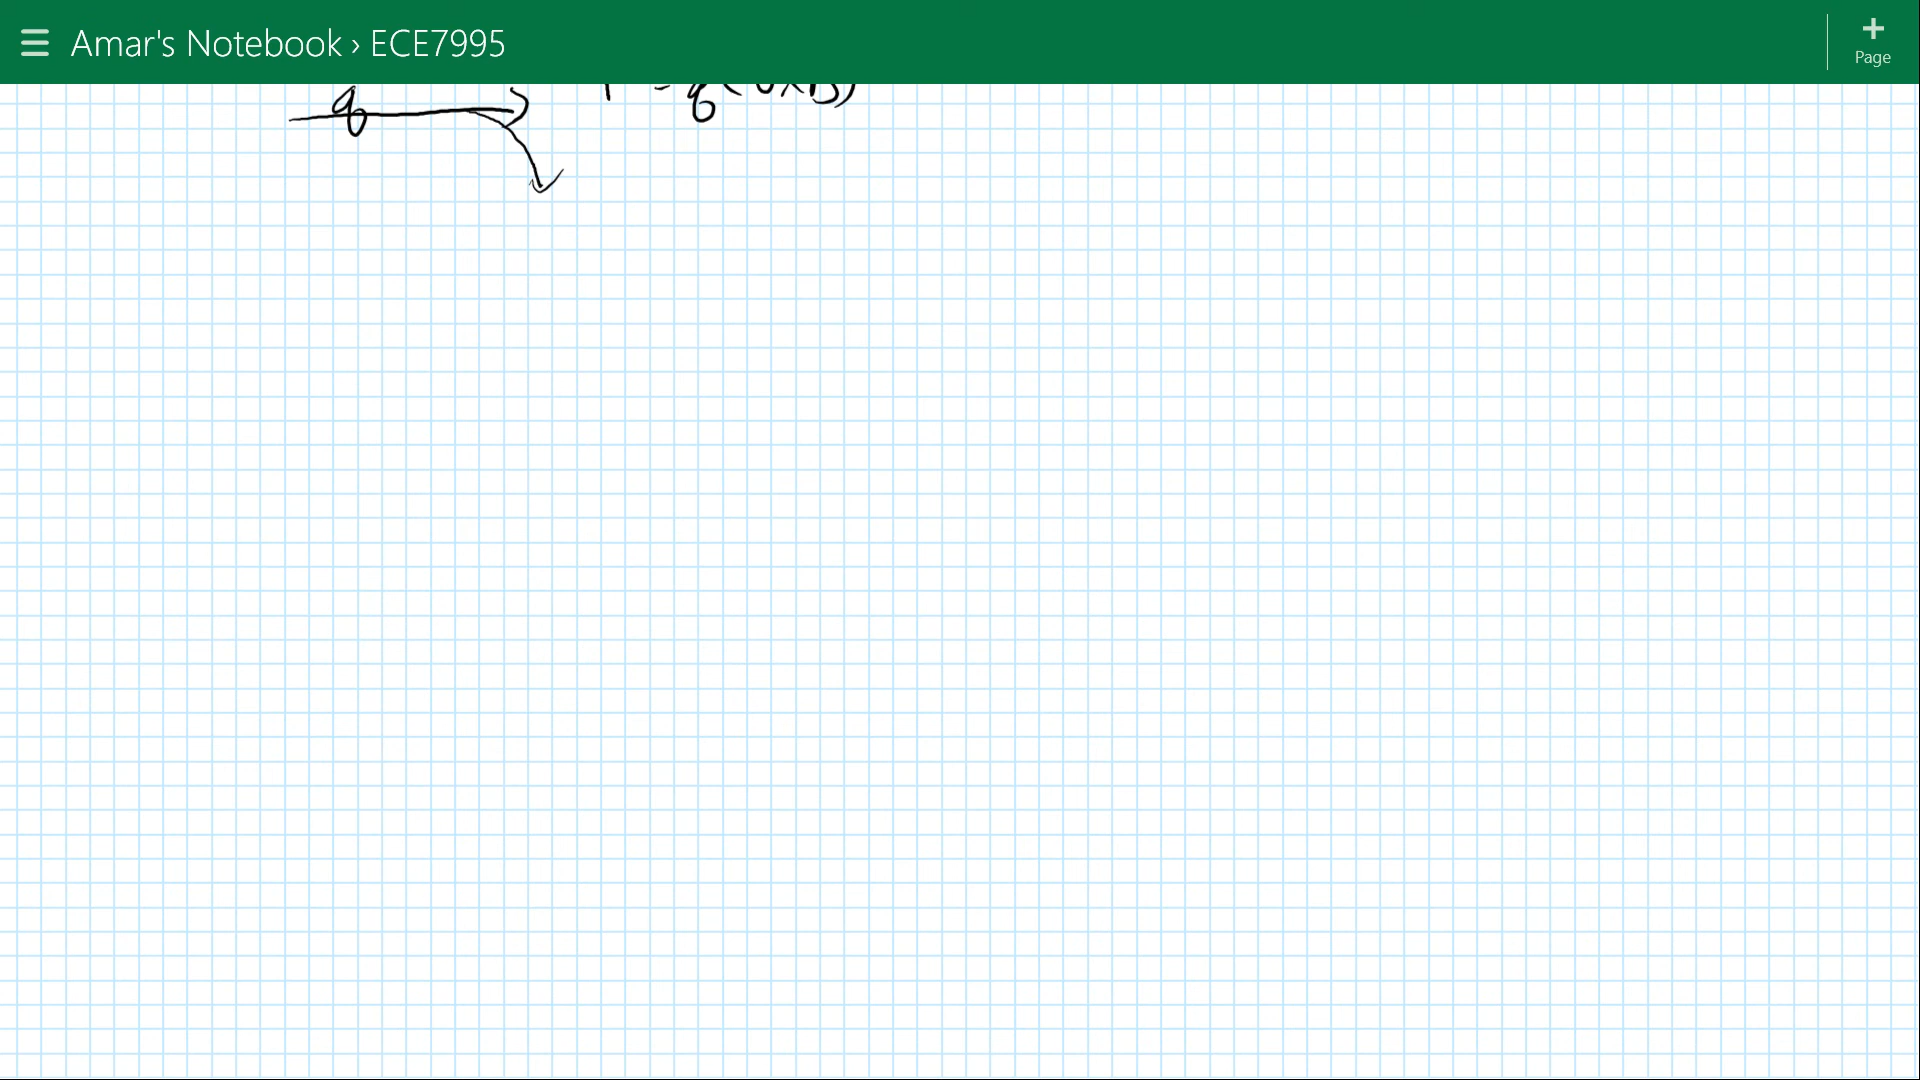 Amar's Notebook › ECE7995
Page
q
= q(v×B)